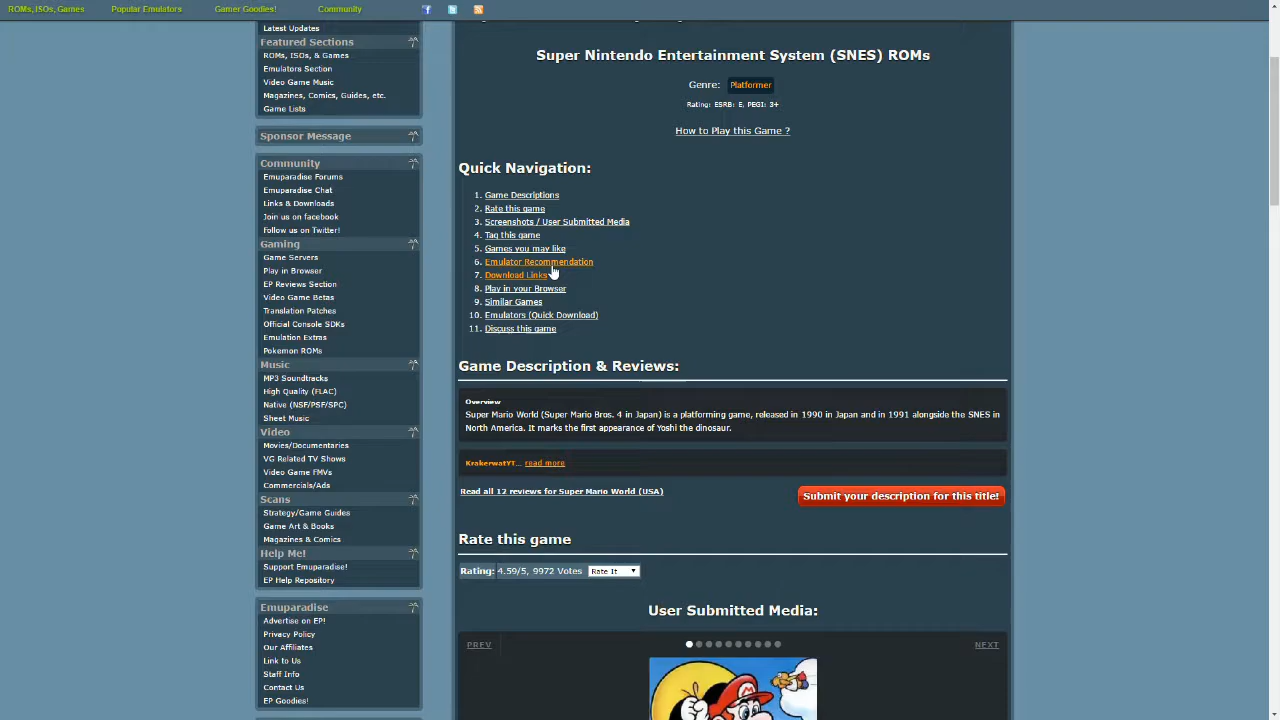 ROMs, ISOs, Games Popular Emulators Gamer Goodies! Community
Latest Updates
Featured Sections
ROMs, ISOs, & Games
Emulators Section
Video Game Music
Magazines, Comics, Guides, etc.
Game Lists
Sponsor Message
Community
Emuparadise Forums
Emuparadise Chat
Links & Downloads
Join us on facebook
Follow us on Twitter!
Gaming
Game Servers
Play in Browser
EP Reviews Section
Video Game Betas
Translation Patches
Official Console SDKs
Emulation Extras
Pokemon ROMs
Music
MP3 Soundtracks
High Quality (FLAC)
Native (NSF/PSF/SPC)
Sheet Music
Video
Movies/Documentaries
VG Related TV Shows
Video Game FMVs
Commercials/Ads
Scans
Strategy/Game Guides
Game Art & Books
Magazines & Comics
Help Me!
Support Emuparadise!
EP Help Repository
Emuparadise
Advertise on EP!
Privacy Policy
Our Affiliates
Link to Us
Staff Info
Contact Us
EP Goodies!
Super Nintendo Entertainment System (SNES) ROMs
Genre: Platformer
Rating: ESRB: E, PEGI: 3+
How to Play this Game ?
Quick Navigation:
1. Game Descriptions
2. Rate this game
3. Screenshots / User Submitted Media
4. Tag this game
5. Games you may like
6. Emulator Recommendation
7. Download Links
8. Play in your Browser
9. Similar Games
10. Emulators (Quick Download)
11. Discuss this game
Game Description & Reviews:
Overview
Super Mario World (Super Mario Bros. 4 in Japan) is a platforming game, released in 1990 in Japan and in 1991 alongside the SNES in
North America. It marks the first appearance of Yoshi the dinosaur.
KrakerwatYT... read more
Read all 12 reviews for Super Mario World (USA)
Submit your description for this title!
Rate this game
Rating: 4.59/5, 9972 Votes Rate It
User Submitted Media:
PREV NEXT